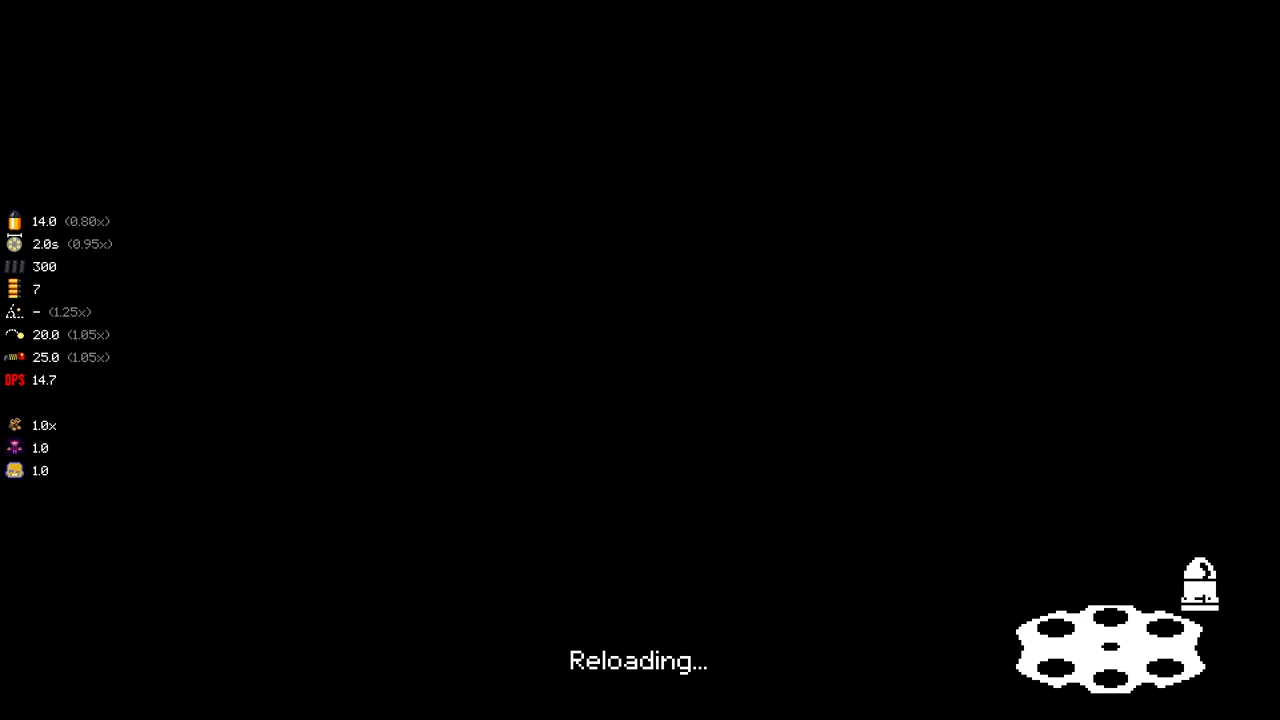 14.0 (0.80x)
2.0s (0.95x)
300
7
- (1.25x)
20.0 (1.05x)
25.0 (1.05x)
DPS 14.7
1.0x
1.0
1.0
Reloading...